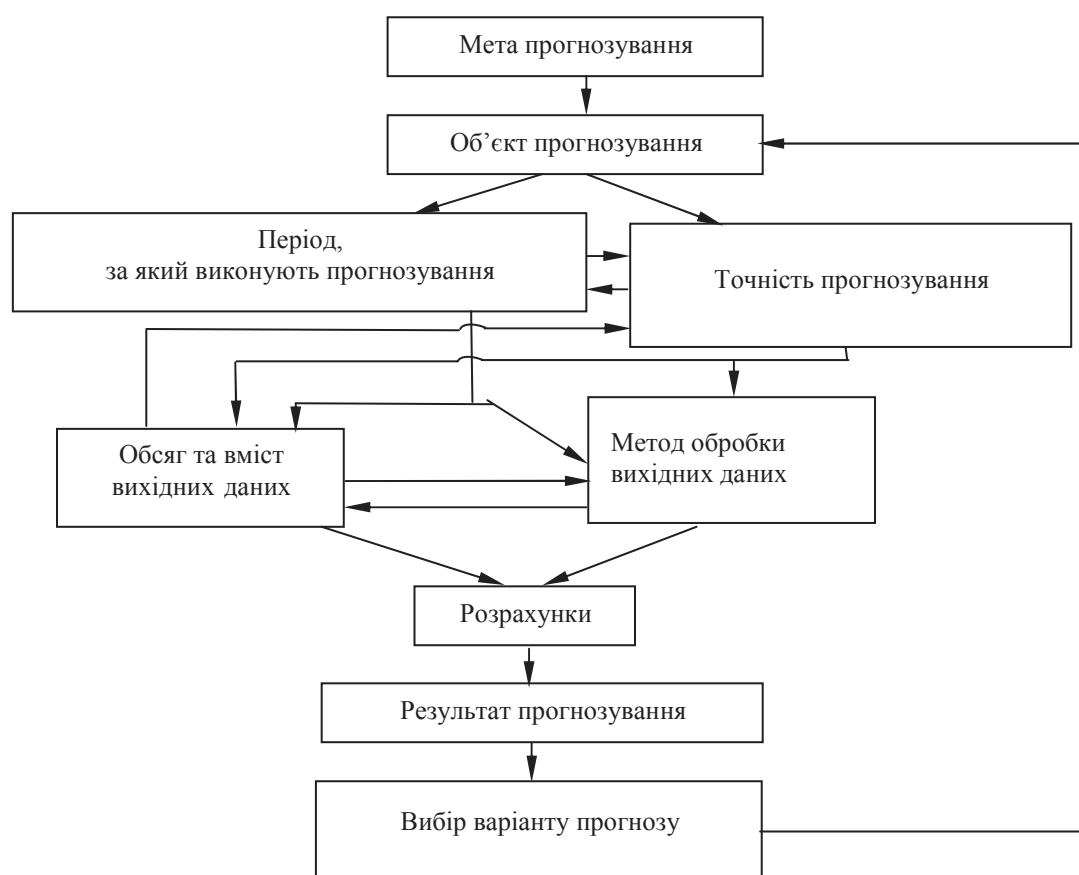 Мета прогнозування
Об’єкт прогнозування
Період,
за який виконують прогнозування
Точність прогнозування
Обсяг та вміст
вихідних даних
Метод обробки
вихідних даних
Розрахунки
Результат прогнозування
Вибір варіанту прогнозу